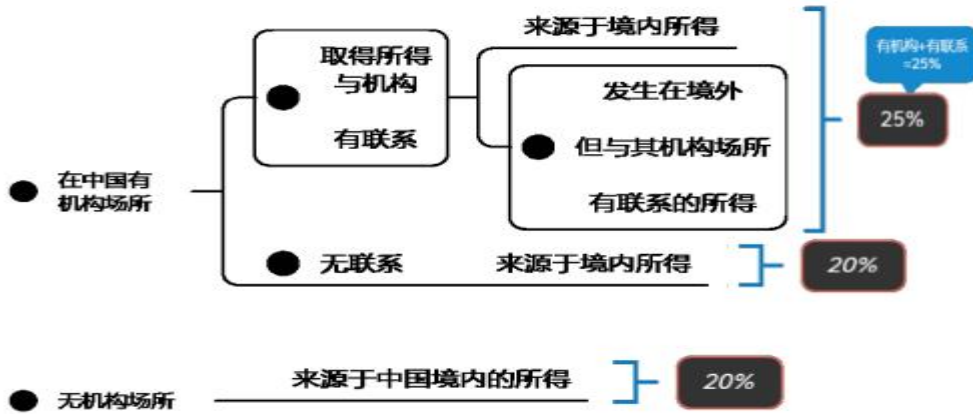 来源于境内所得
取得所得
与机构
有联系
发生在境外
但与其机构场所
有联系的所得
有机构+有联系
=25%
25%
在中国有
机构场所
无联系
来源于境内所得
20%
无机构场所
来源于中国境内的所得
20%